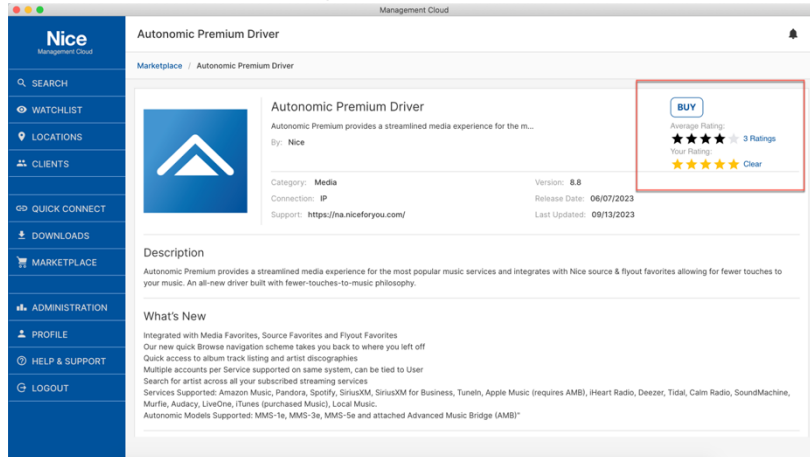 Management Cloud
Nice
Management Cloud
SEARCH
WATCHLIST
LOCATIONS
CLIENTS
QUICK CONNECT
DOWNLOADS
MARKETPLACE
ADMINISTRATION
PROFILE
HELP & SUPPORT
LOGOUT
Autonomic Premium Driver
Marketplace / Autonomic Premium Driver
Autonomic Premium Driver
Autonomic Premium provides a streamlined media experience for the m...
By: Nice
BUY
Average Rating:
3 Ratings
Your Rating:
Clear
Category: Media
Version: 8.8
Connection: IP
Release Date: 06/07/2023
Support: https://na.niceforyou.com/
Last Updated: 09/13/2023
Description
Autonomic Premium provides a streamlined media experience for the most popular music services and integrates with Nice source & flyout favorites allowing for fewer touches to
your music. An all-new driver built with fewer-touches-to-music philosophy.
What's New
Integrated with Media Favorites, Source Favorites and Flyout Favorites
Our new quick Browse navigation scheme takes you back to where you left off
Quick access to album track listing and artist discographies
Multiple accounts per Service supported on same system, can be tied to User
Search for artist across all your subscribed streaming services
Services Supported: Amazon Music, Pandora, Spotify, SiriusXM, SiriusXM for Business, TuneIn, Apple Music (requires AMB), iHeart Radio, Deezer, Tidal, Calm Radio, SoundMachine,
Murfie, Audacy, LiveOne, iTunes (purchased Music), Local Music.
Autonomic Models Supported: MMS-1e, MMS-3e, MMS-5e and attached Advanced Music Bridge (AMB)"